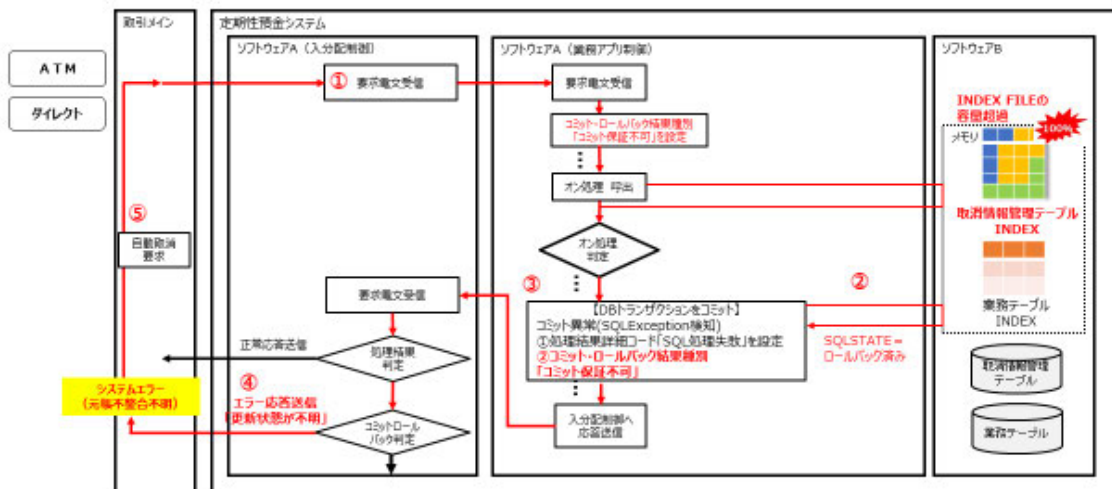 取引メイン
定期性預金システム
ソフトウェアA（入分配制御）
ソフトウェアA（業務アプリ制御）
ソフトウェアB
ATM
ダイレクト
①
要求電文受信
要求電文受信
コミット・ロールバック結果種別
「コミット保証不可」を設定
オン処理 呼出
オン処理
判定
INDEX FILEの
容量超過
メモリ
100%
取消情報管理テーブル
INDEX
業務テーブル
INDEX
⑤
自動取消
要求
要求電文受信
③
②
【DBトランザクションをコミット】
コミット異常(SQLException検知)
①処理結果詳細コード「SQL処理失敗」を設定
②コミット・ロールバック結果種別
「コミット保証不可」
SQLSTATE＝
ロールバック済み
正常応答送信
処理結果
判定
取消情報管理
テーブル
システムエラー
（元帳不整合不明）
④
エラー応答送信
「更新状態が不明」
コミットロール
バック判定
入分配制御へ
応答送信
業務テーブル